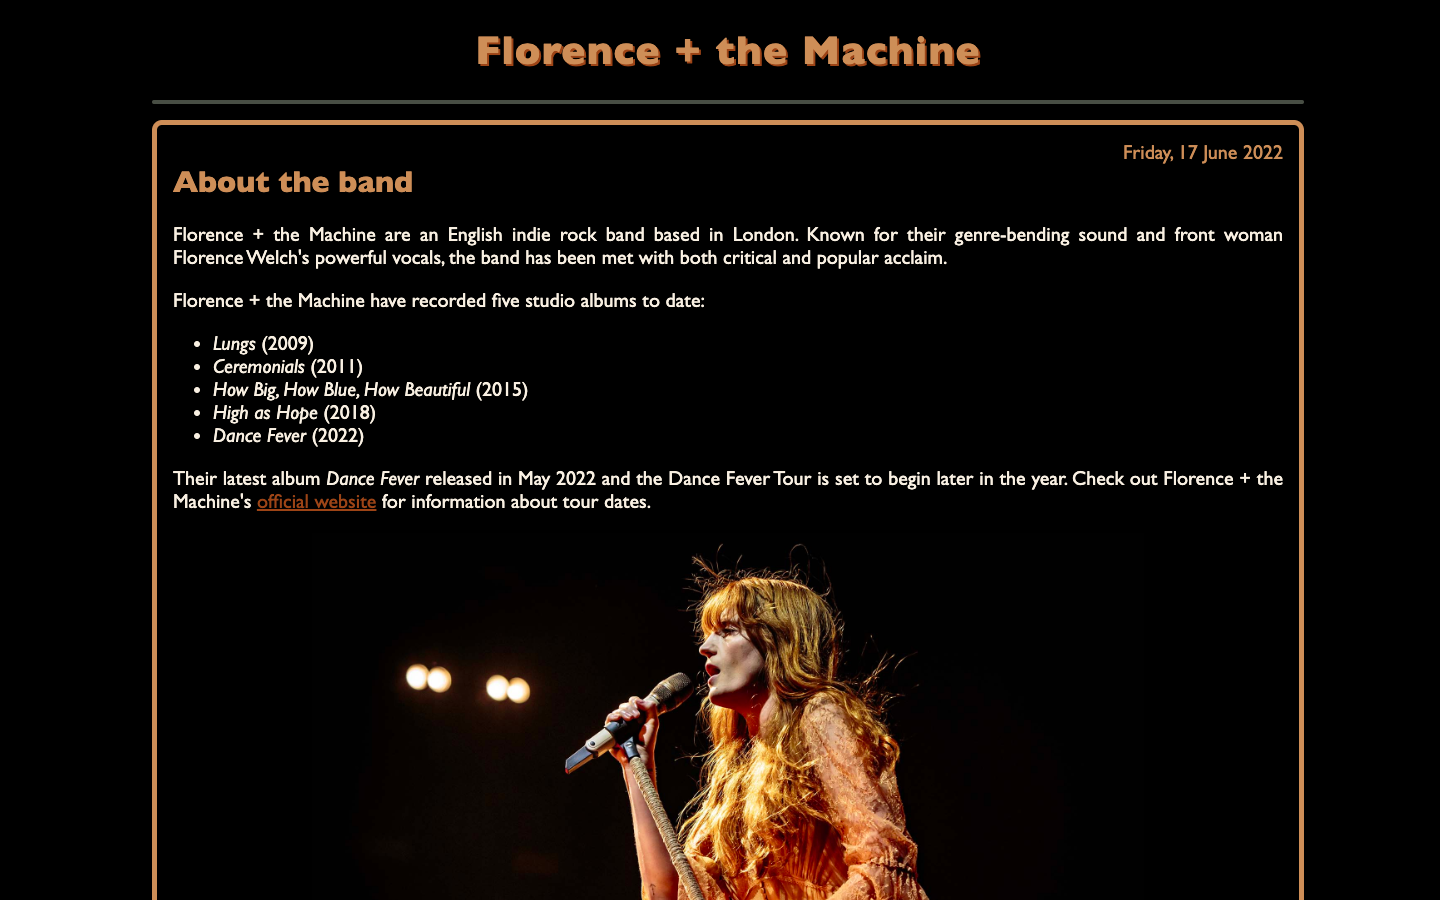 Florence + the Machine
Friday, 17 June 2022
About the band
Florence + the Machine are an English indie rock band based in London. Known for their genre-bending sound and front woman
Florence Welch's powerful vocals, the band has been met with both critical and popular acclaim.
Florence + the Machine have recorded five studio albums to date:
• Lungs (2009)
• Ceremonials (2011)
• How Big, How Blue, How Beautiful (2015)
• High as Hope (2018)
• Dance Fever (2022)
Their latest album Dance Fever released in May 2022 and the Dance Fever Tour is set to begin later in the year. Check out Florence + the
Machine's official website for information about tour dates.